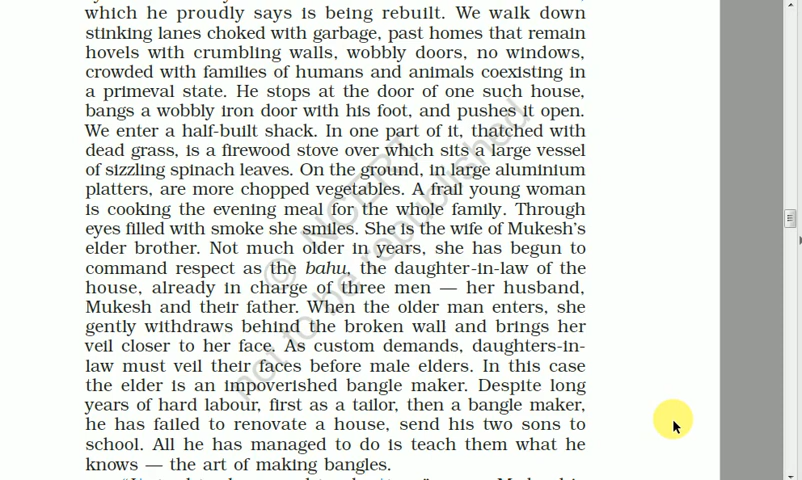 which he proudly says is being rebuilt. We walk down
stinking lanes choked with garbage, past homes that remain
hovels with crumbling walls, wobbly doors, no windows,
crowded with families of humans and animals coexisting in
a primeval state. He stops at the door of one such house,
bangs a wobbly iron door with his foot, and pushes it open.
We enter a half-built shack. In one part of it, thatched with
dead grass, is a firewood stove over which sits a large vessel
of sizzling spinach leaves. On the ground, in large aluminium
platters, are more chopped vegetables. A frail young woman
is cooking the evening meal for the whole family. Through
eyes filled with smoke she smiles. She is the wife of Mukesh's
elder brother. Not much older in years, she has begun to
command respect as the bahu, the daughter-in-law of the
house, already in charge of three men — her husband,
Mukesh and their father. When the older man enters, she
gently withdraws behind the broken wall and brings her
veil closer to her face. As custom demands, daughters-in-
law must veil their faces before male elders. In this case
the elder is an impoverished bangle maker. Despite long
years of hard labour, first as a tailor, then a bangle maker,
he has failed to renovate a house, send his two sons to
school. All he has managed to do is teach them what he
knows — the art of making bangles.
© NCERT
not to be republished